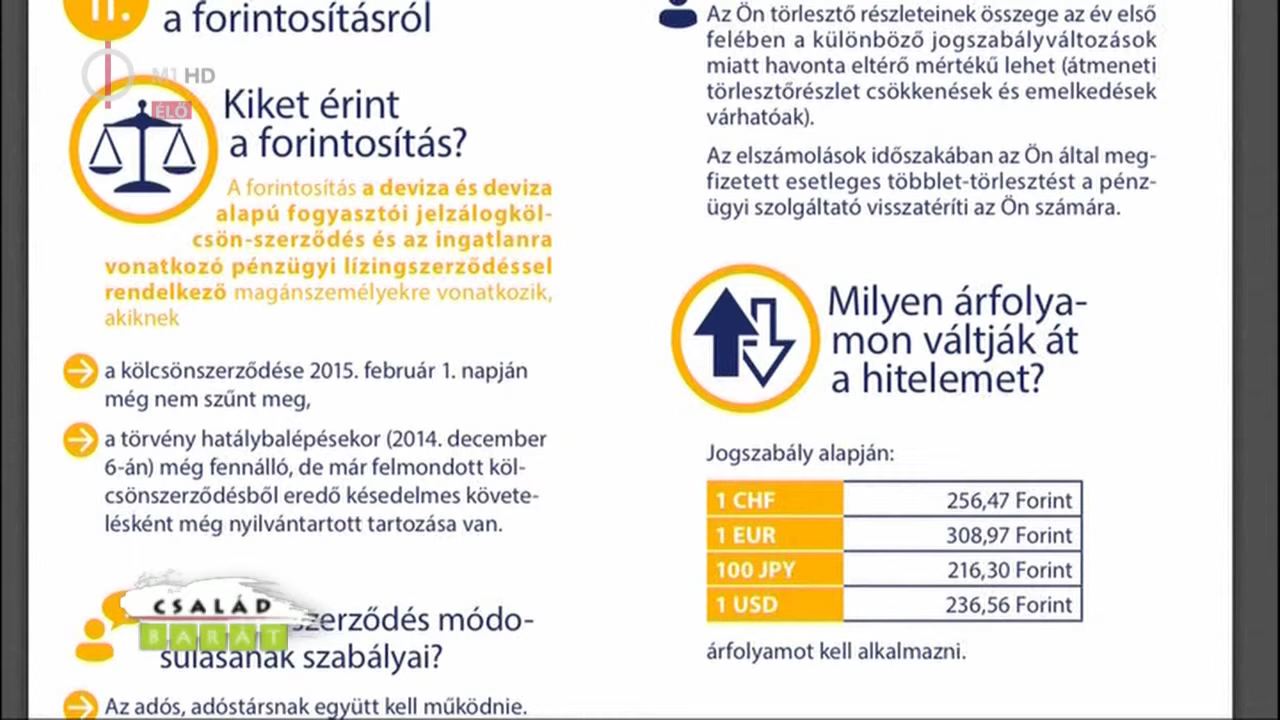 II.
a forintosításról
M1 HD
ÉLŐ
Kiket érint
a forintosítás?
A forintosítás a deviza és deviza
alapú fogyasztói jelzálogköl-
csön-szerződés és az ingatlanra
vonatkozó pénzügyi lízingszerződéssel
rendelkező magánszemélyekre vonatkozik,
akiknek
a kölcsönszerződése 2015. február 1. napján
még nem szűnt meg,
a törvény hatálybalépésekor (2014. december
6-án) még fennálló, de már felmondott köl-
csönszerződésből eredő késedelmes követe-
lésként még nyilvántartott tartozása van.
CSALÁD
BARÁT
szerződés módo-
sulásának szabályai?
Az adós, adóstársnak együtt kell működnie.
Az Ön törlesztő részleteinek összege az év első
felében a különböző jogszabályváltozások
miatt havonta eltérő mértékű lehet (átmeneti
törlesztőrészlet csökkenések és emelkedések
várhatóak).
Az elszámolások időszakában az Ön által meg-
fizetett esetleges többlet-törlesztést a pénz-
ügyi szolgáltató visszatéríti az Ön számára.
Milyen árfolya-
mon váltják át
a hitelemet?
Jogszabály alapján:
1 CHF 256,47 Forint
1 EUR 308,97 Forint
100 JPY 216,30 Forint
1 USD 236,56 Forint
árfolyamot kell alkalmazni.